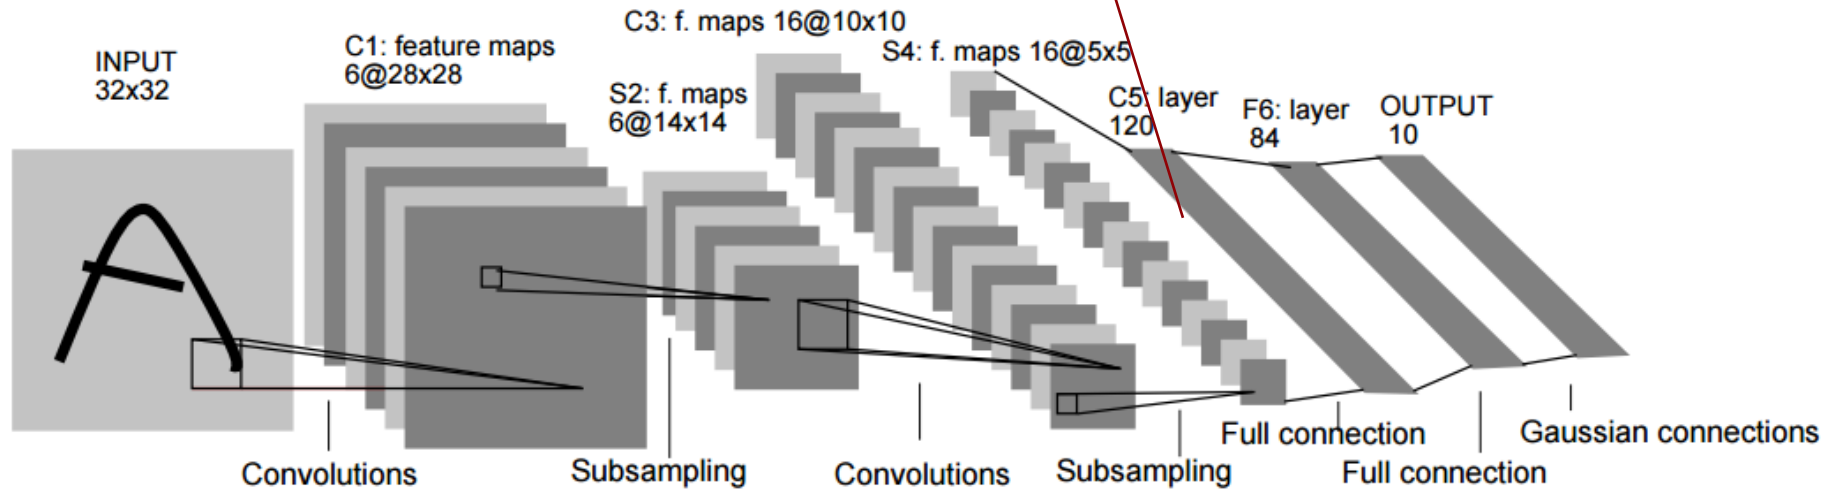 INPUT
32x32
C1: feature maps
6@28x28
S2: f. maps
6@14x14
C3: f. maps 16@10x10
S4: f. maps 16@5x5
C5: layer
120
F6: layer
84
OUTPUT
10
Convolutions
Subsampling
Convolutions
Subsampling
Full connection
Full connection
Gaussian connections